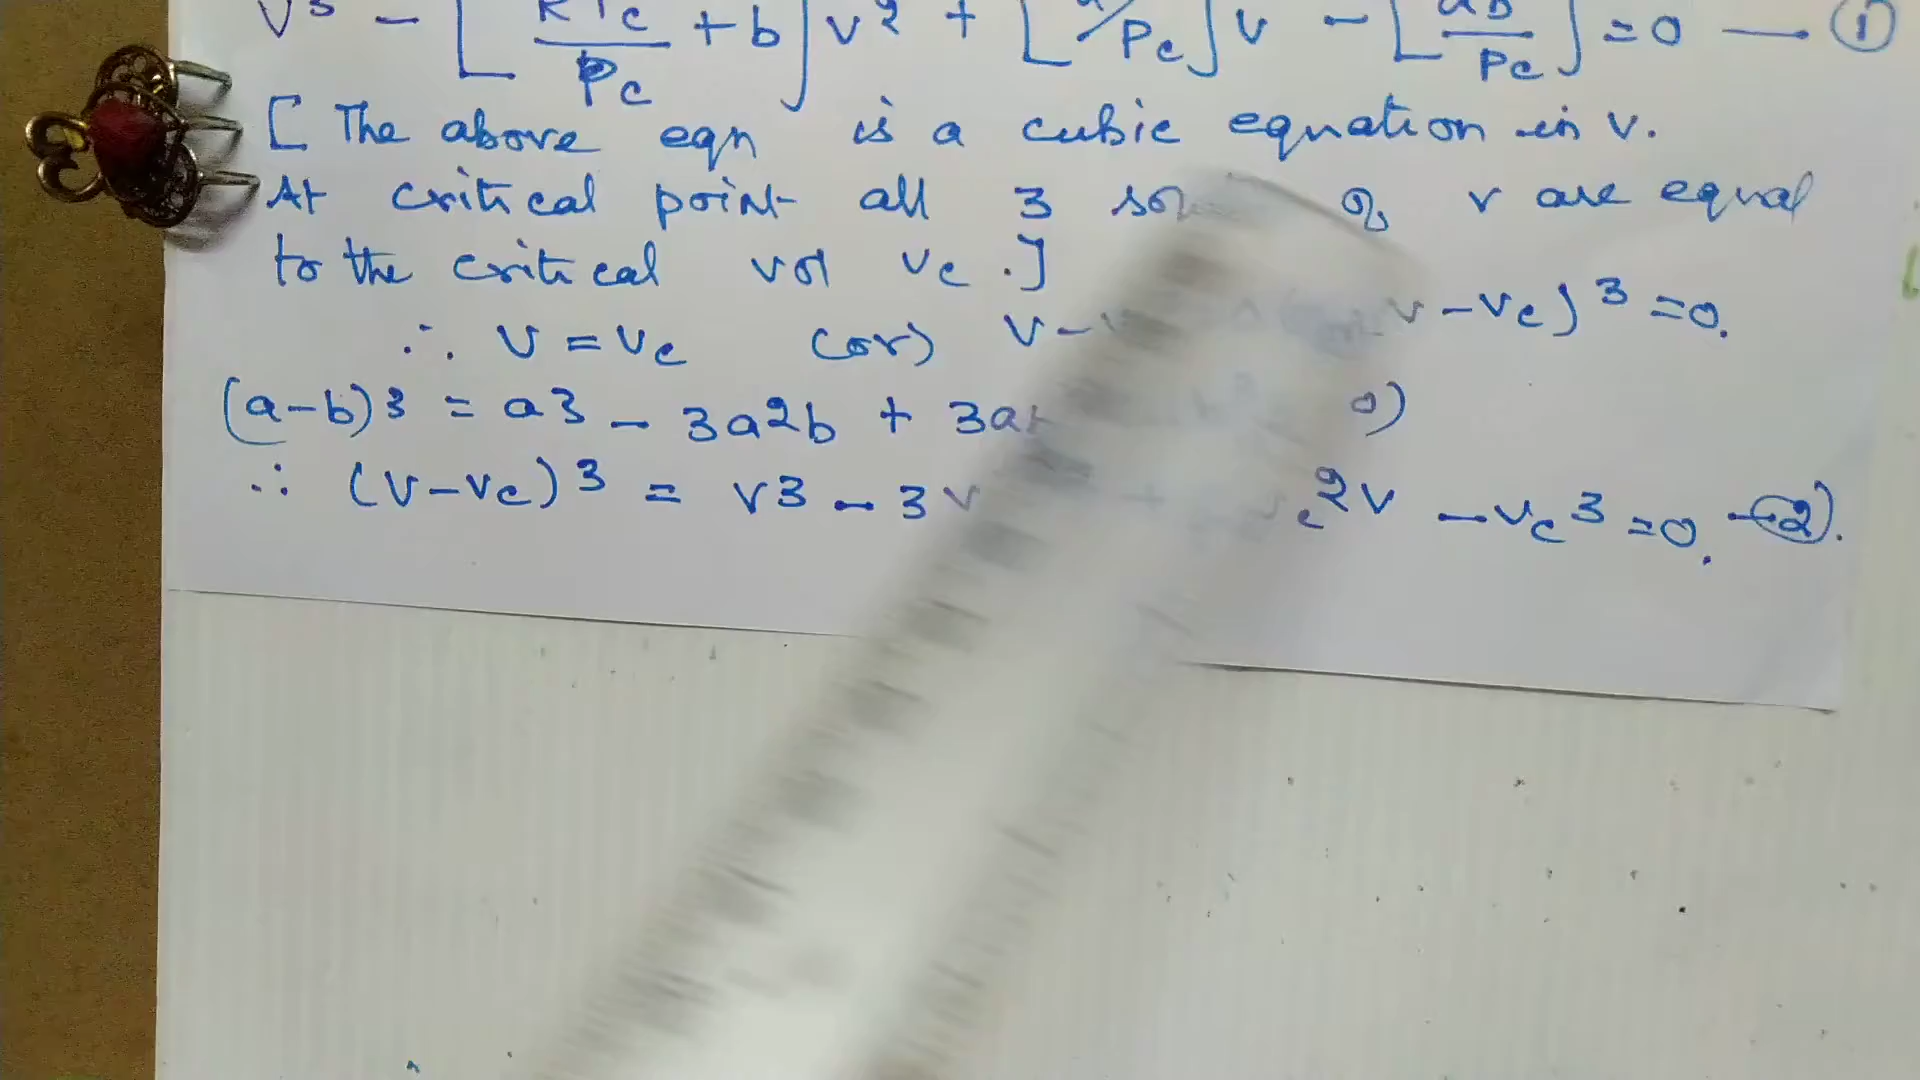 V³ - [ RTc/Pc + b ] v² + [ a/Pc ] v - [ ab/Pc ] = 0 — ①
[ The above eqn is a cubic equation in v.
At critical point all 3 of v are equal
to the critical vol vc .]
∴ V = Vc (or) V - v - vc)³ = 0.
(a-b)³ = a3 - 3a2b + 3a 0)
∴ (V-Vc)³ = V3 - 3V + c²V - Vc³ = 0. - ②.